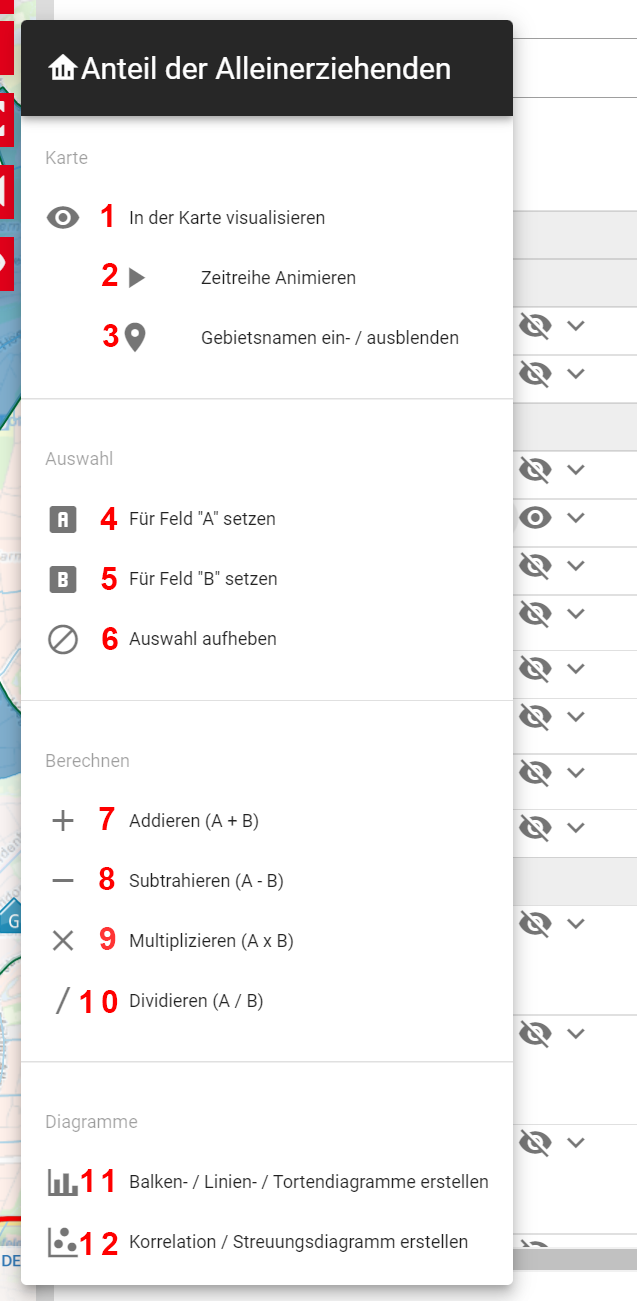 Anteil der Alleinerziehenden
Karte
1 In der Karte visualisieren
2 Zeitreihe Animieren
3 Gebietsnamen ein- / ausblenden
Auswahl
A 4 Für Feld "A" setzen
B 5 Für Feld "B" setzen
6 Auswahl aufheben
Berechnen
7 Addieren (A + B)
8 Subtrahieren (A - B)
9 Multiplizieren (A x B)
10 Dividieren (A / B)
Diagramme
11 Balken- / Linien- / Tortendiagramme erstellen
12 Korrelation / Streuungsdiagramm erstellen
G
DE